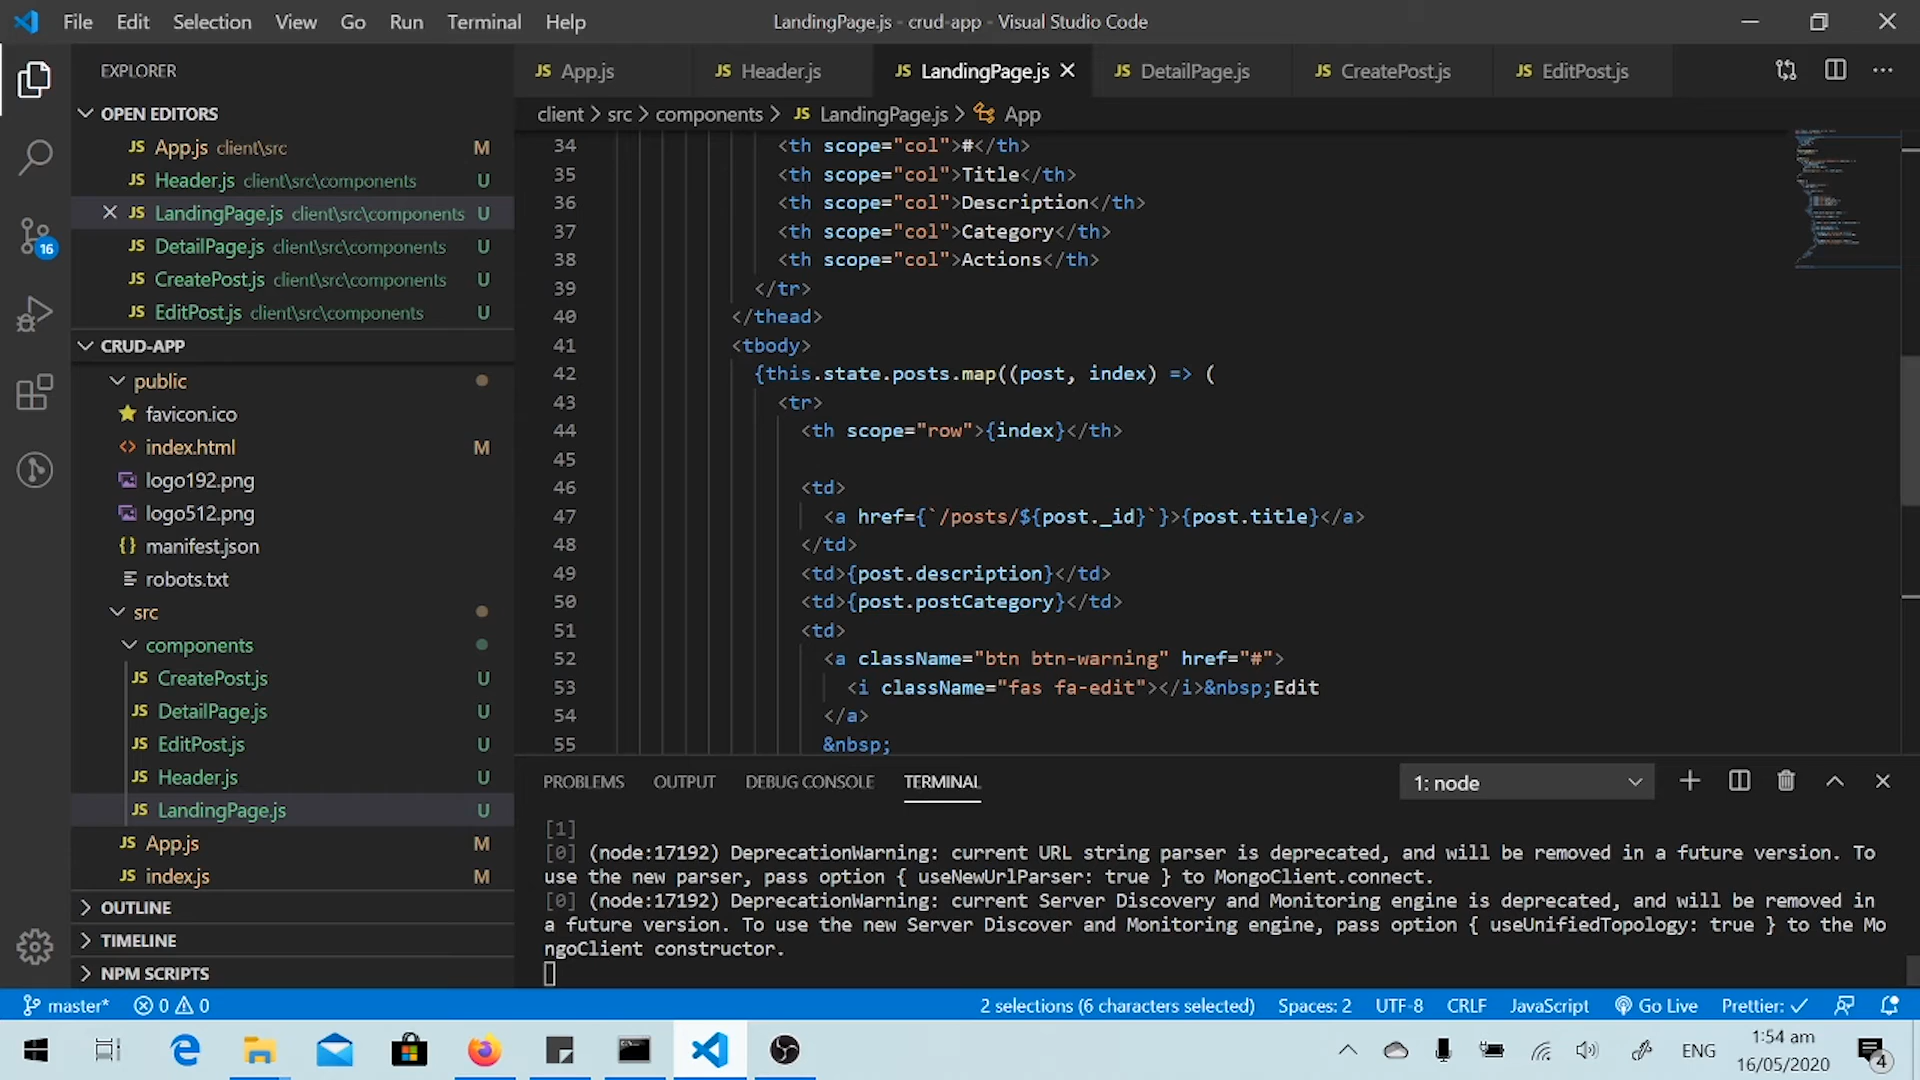 File Edit Selection View Go Run Terminal Help
LandingPage.js - crud-app - Visual Studio Code
EXPLORER
OPEN EDITORS
JS App.js client\src M
JS Header.js client\src\components U
JS LandingPage.js client\src\components U
JS DetailPage.js client\src\components U
JS CreatePost.js client\src\components U
JS EditPost.js client\src\components U
CRUD-APP
public
favicon.ico
index.html M
logo192.png
logo512.png
manifest.json
robots.txt
src
components
JS CreatePost.js U
JS DetailPage.js U
JS EditPost.js U
JS Header.js U
JS LandingPage.js U
JS App.js M
JS index.js M
OUTLINE
TIMELINE
NPM SCRIPTS
16
JS App.js JS Header.js JS LandingPage.js JS DetailPage.js JS CreatePost.js JS EditPost.js
client > src > components > JS LandingPage.js > App
34 <th scope="col">#</th>
35 <th scope="col">Title</th>
36 <th scope="col">Description</th>
37 <th scope="col">Category</th>
38 <th scope="col">Actions</th>
39 </tr>
40 </thead>
41 <tbody>
42 {this.state.posts.map((post, index) => (
43 <tr>
44 <th scope="row">{index}</th>
45
46 <td>
47 <a href={`/posts/${post._id}`}>{post.title}</a>
48 </td>
49 <td>{post.description}</td>
50 <td>{post.postCategory}</td>
51 <td>
52 <a className="btn btn-warning" href="#">
53 <i className="fas fa-edit"></i>&nbsp;Edit
54 </a>
55 &nbsp;
PROBLEMS OUTPUT DEBUG CONSOLE TERMINAL 1: node
[1]
[0] (node:17192) DeprecationWarning: current URL string parser is deprecated, and will be removed in a future version. To
use the new parser, pass option { useNewUrlParser: true } to MongoClient.connect.
[0] (node:17192) DeprecationWarning: current Server Discovery and Monitoring engine is deprecated, and will be removed in
a future version. To use the new Server Discover and Monitoring engine, pass option { useUnifiedTopology: true } to the Mo
ngoClient constructor.
master* 0 0 2 selections (6 characters selected) Spaces: 2 UTF-8 CRLF JavaScript Go Live Prettier: ✓
ENG
1:54 am
16/05/2020
4